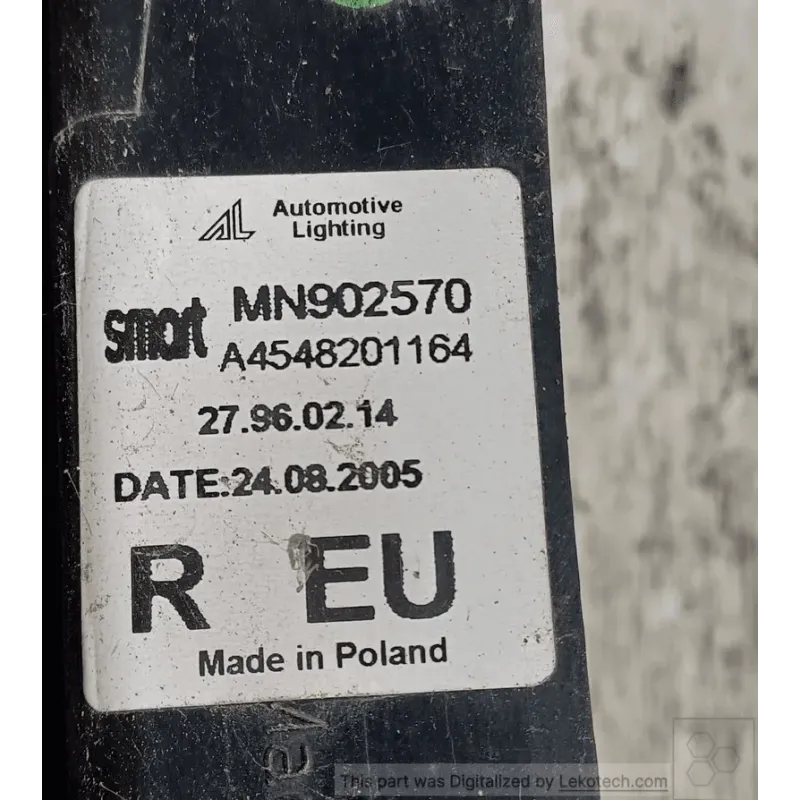 AL Automotive
Lighting
smart MN902570
A4548201164
27.96.02.14
DATE:24.08.2005
R EU
Made in Poland
This part was Digitalized by Lekotech.com